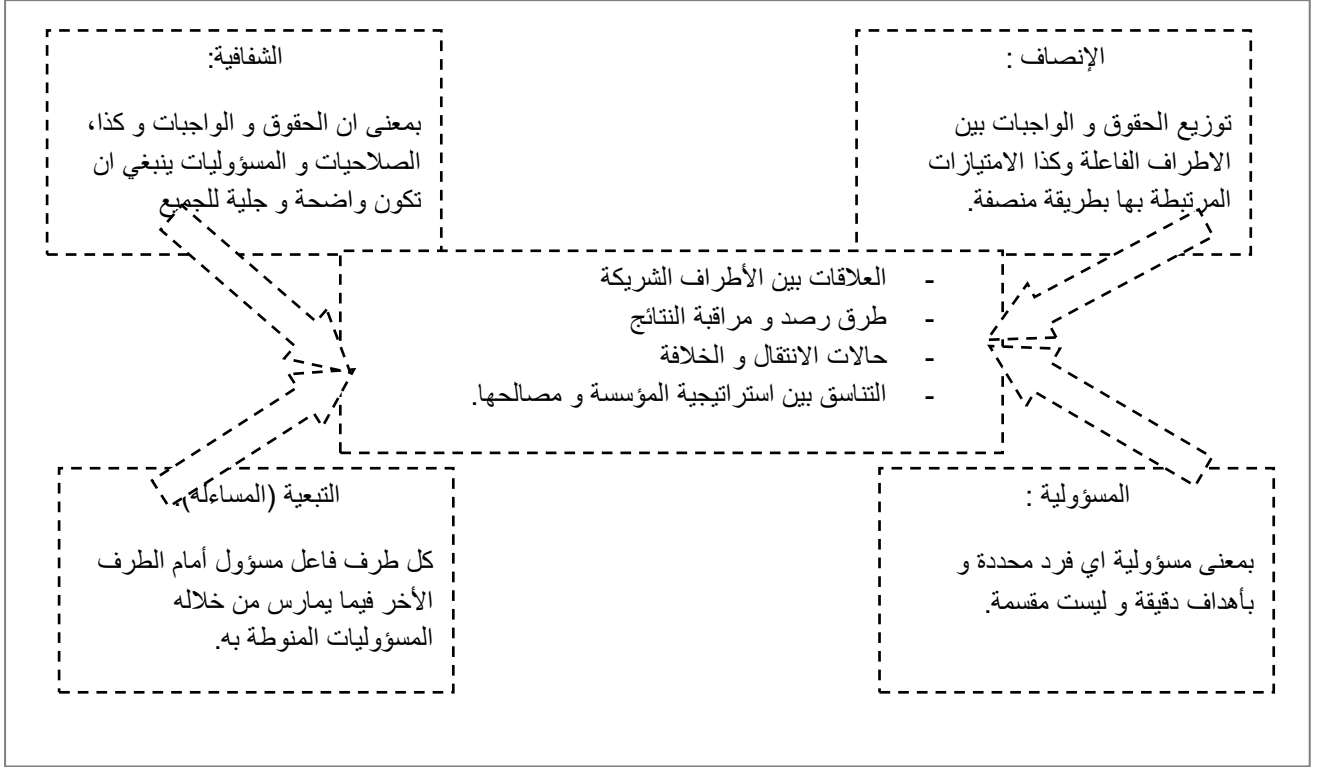 الإنصاف :
توزيع الحقوق و الواجبات بين
الاطراف الفاعلة وكذا الامتيازات
المرتبطة بها بطريقة منصفة.
الشفافية:
بمعنى ان الحقوق و الواجبات و كذا،
الصلاحيات و المسؤوليات ينبغي ان
تكون واضحة و جلية للجميع
- العلاقات بين الأطراف الشريكة
- طرق رصد و مراقبة النتائج
- حالات الانتقال و الخلافة
- التناسق بين استراتيجية المؤسسة و مصالحها.
المسؤولية :
بمعنى مسؤولية اي فرد محددة و
بأهداف دقيقة و ليست مقسمة.
التبعية (المساءلة):
كل طرف فاعل مسؤول أمام الطرف
الأخر فيما يمارس من خلاله
المسؤوليات المنوطة به.